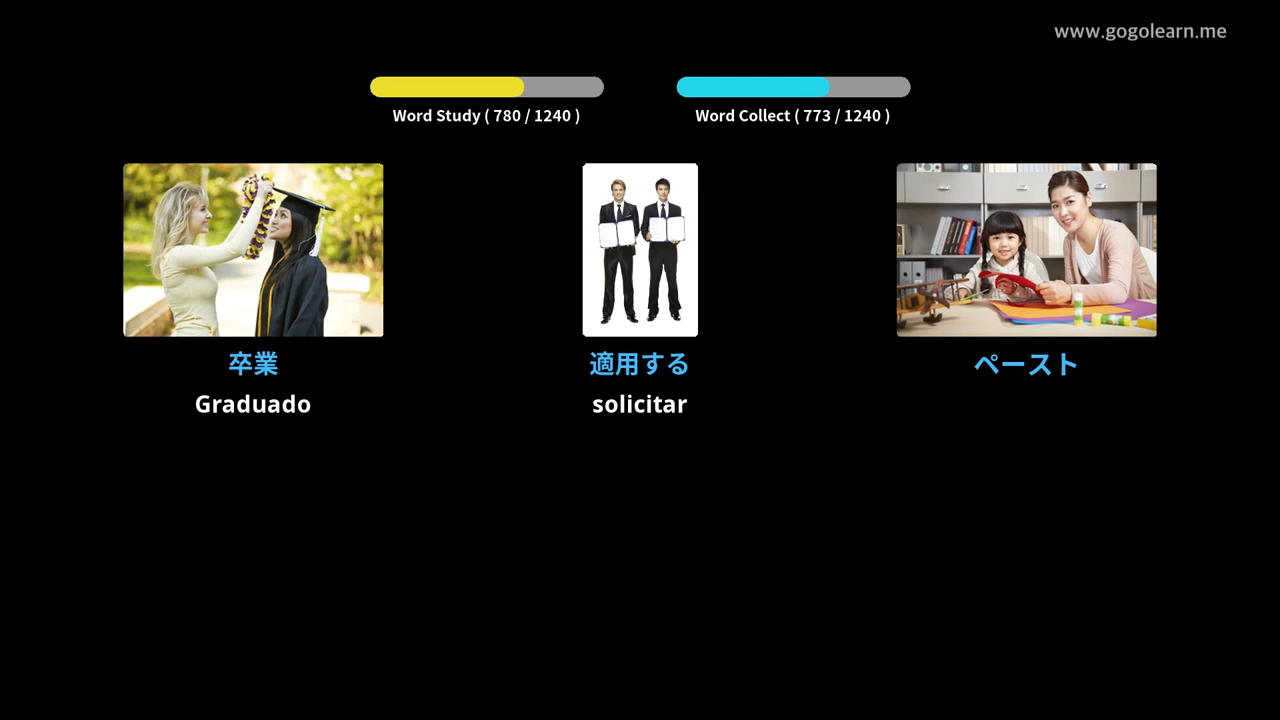 www.gogolearn.me
Word Study ( 780 / 1240 )
Word Collect ( 773 / 1240 )
卒業
適用する
ペースト
Graduado
solicitar